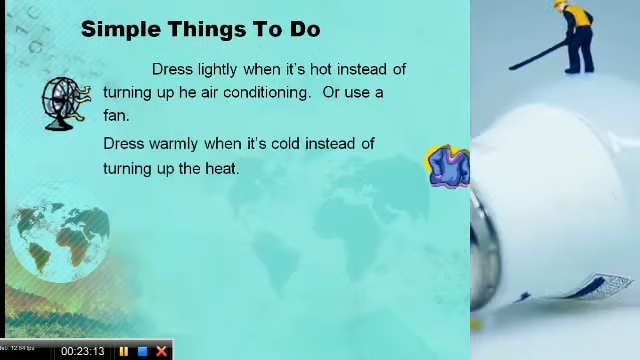 Simple Things To Do
Dress lightly when it's hot instead of
turning up he air conditioning. Or use a
fan.
Dress warmly when it's cold instead of
turning up the heat.
00:23:13